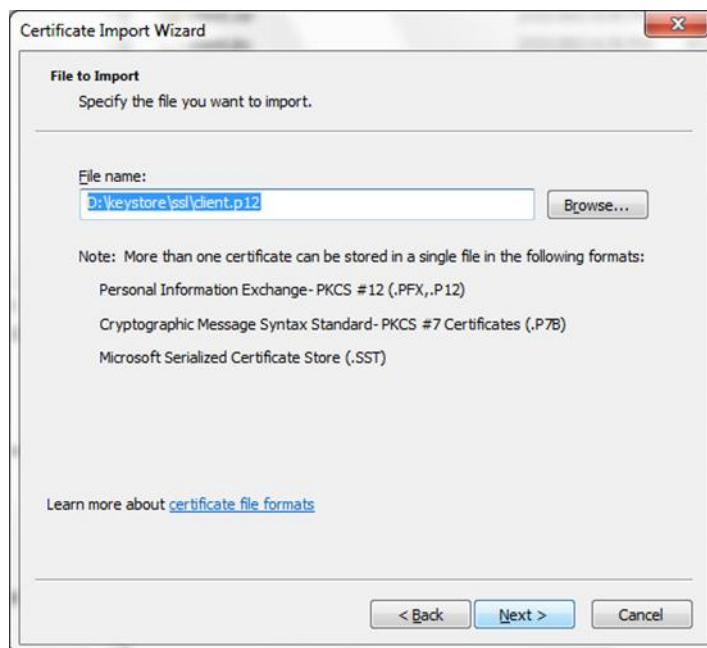 Certificate Import Wizard
File to Import
Specify the file you want to import.
File name:
D:\keystore\ssl\client.p12
Browse...
Note: More than one certificate can be stored in a single file in the following formats:
Personal Information Exchange- PKCS #12 (.PFX,.P12)
Cryptographic Message Syntax Standard- PKCS #7 Certificates (.P7B)
Microsoft Serialized Certificate Store (.SST)
Learn more about certificate file formats
< Back
Next >
Cancel